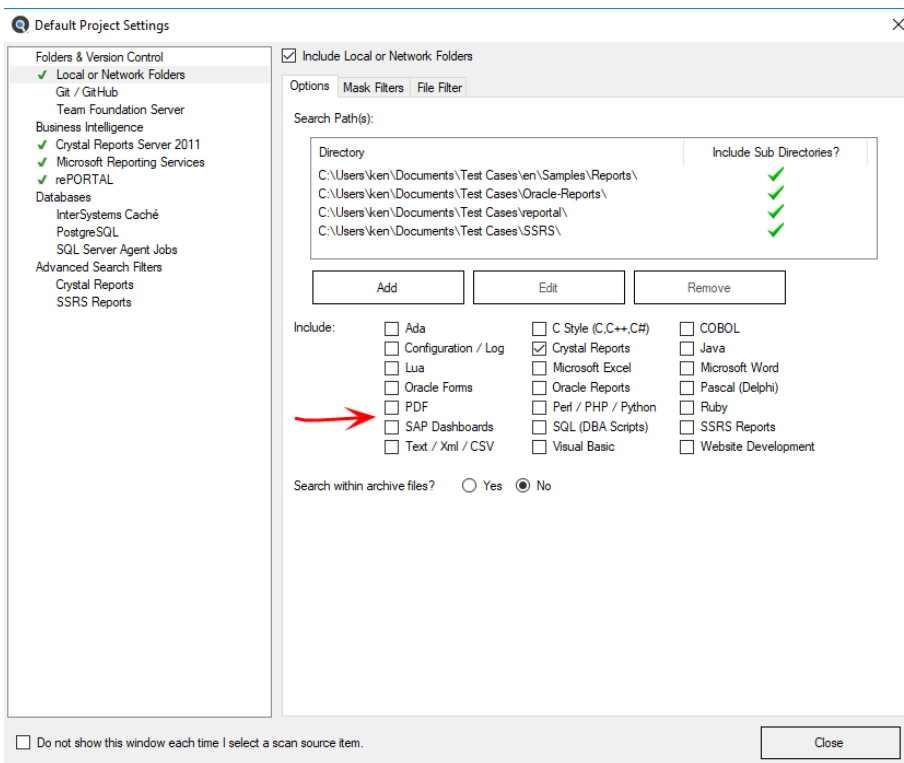 Default Project Settings
Folders & Version Control
Local or Network Folders
Git / GitHub
Team Foundation Server
Business Intelligence
Crystal Reports Server 2011
Microsoft Reporting Services
rePORTAL
Databases
InterSystems Caché
PostgreSQL
SQL Server Agent Jobs
Advanced Search Filters
Crystal Reports
SSRS Reports
Include Local or Network Folders
Options Mask Filters File Filter
Search Path(s):
Directory Include Sub Directories?
C:\Users\ken\Documents\Test Cases\en\Samples\Reports\
C:\Users\ken\Documents\Test Cases\Oracle-Reports\
C:\Users\ken\Documents\Test Cases\reportal\
C:\Users\ken\Documents\Test Cases\SSRS\
Add Edit Remove
Include: Ada C Style (C,C++,C#) COBOL
Configuration / Log Crystal Reports Java
Lua Microsoft Excel Microsoft Word
Oracle Forms Oracle Reports Pascal (Delphi)
PDF Perl / PHP / Python Ruby
SAP Dashboards SQL (DBA Scripts) SSRS Reports
Text / Xml / CSV Visual Basic Website Development
Search within archive files? Yes No
Do not show this window each time I select a scan source item. Close